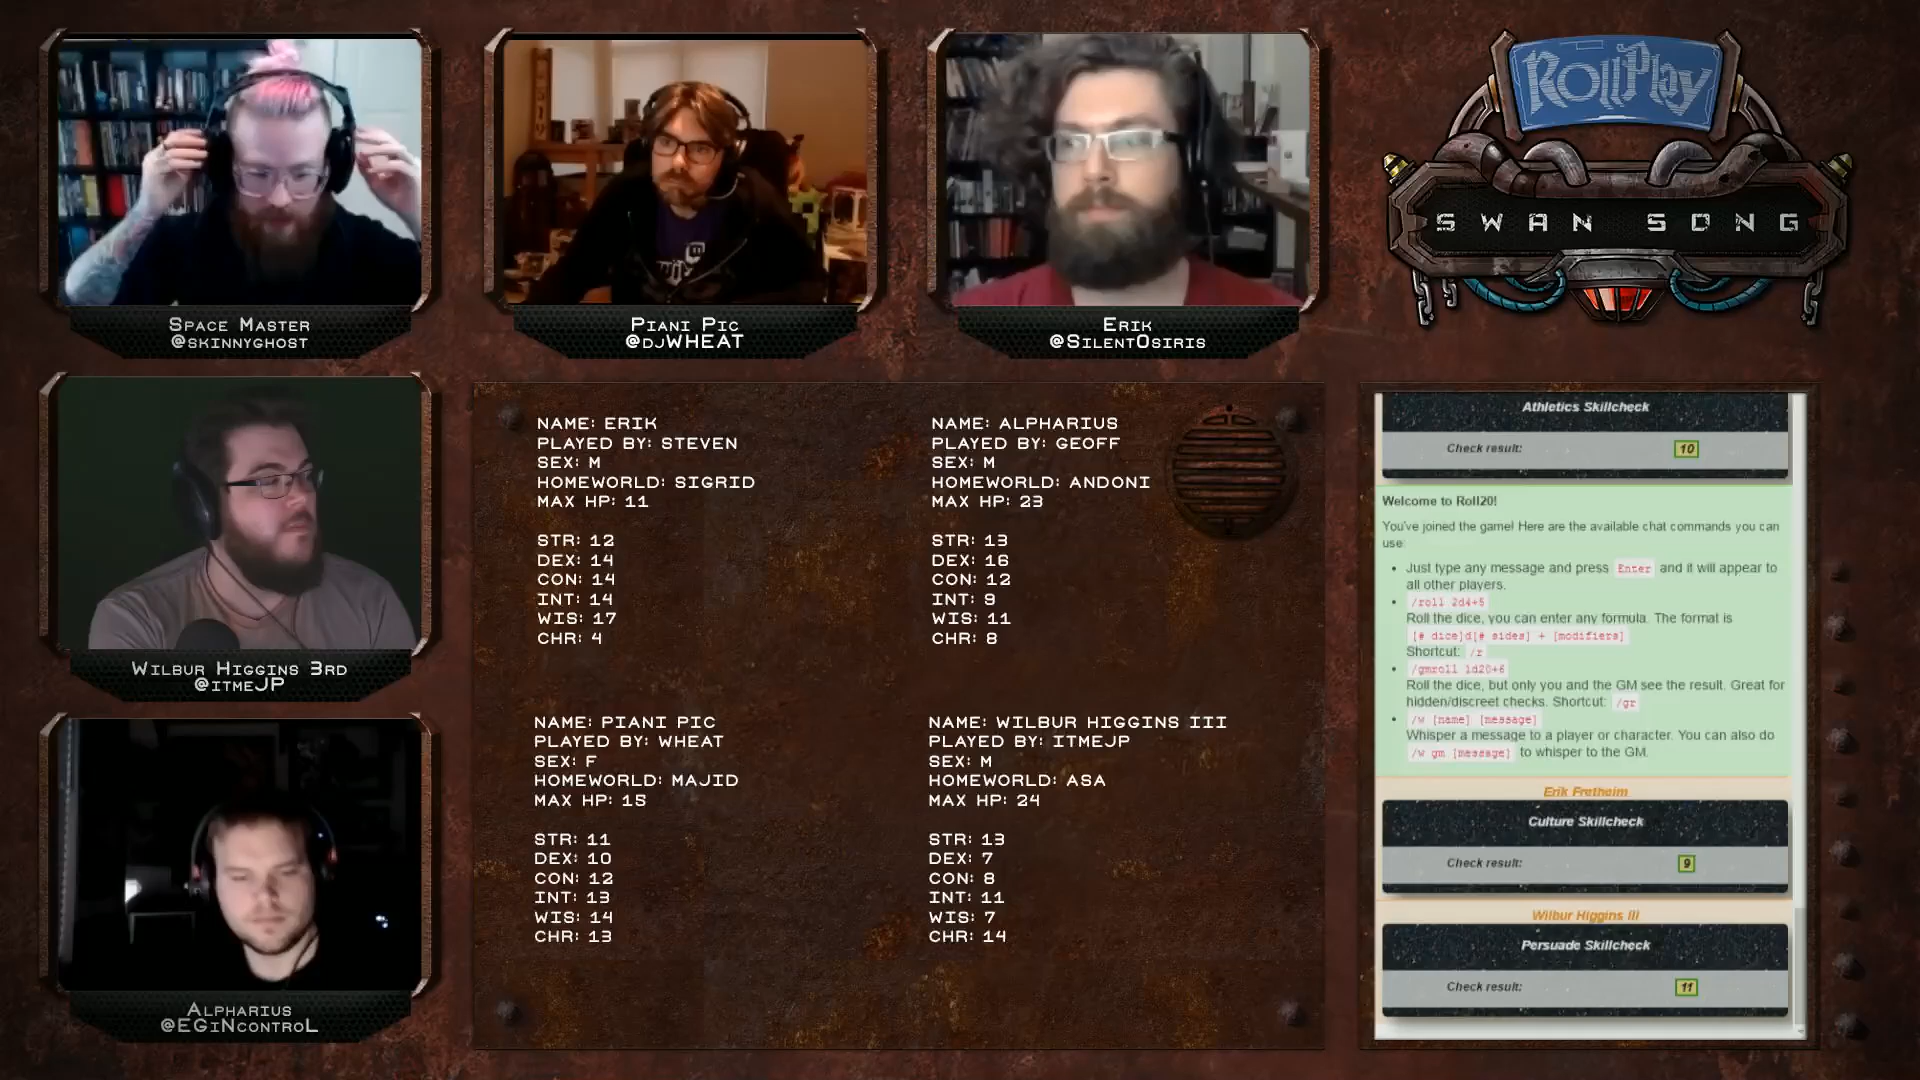 RollPlay
SWAN SONG
Space Master
@skinnyghost
Piani Pic
@djWHEAT
Erik
@SilentOsiris
Wilbur Higgins 3rd
@itmeJP
Alpharius
@EGiNcontroL
NAME: ERIK
PLAYED BY: STEVEN
SEX: M
HOMEWORLD: SIGRID
MAX HP: 11
STR: 12
DEX: 14
CON: 14
INT: 14
WIS: 17
CHR: 4
NAME: ALPHARIUS
PLAYED BY: GEOFF
SEX: M
HOMEWORLD: ANDONI
MAX HP: 23
STR: 13
DEX: 16
CON: 12
INT: 9
WIS: 11
CHR: 8
NAME: PIANI PIC
PLAYED BY: WHEAT
SEX: F
HOMEWORLD: MAJID
MAX HP: 15
STR: 11
DEX: 10
CON: 12
INT: 13
WIS: 14
CHR: 13
NAME: WILBUR HIGGINS III
PLAYED BY: ITMEJP
SEX: M
HOMEWORLD: ASA
MAX HP: 24
STR: 13
DEX: 7
CON: 8
INT: 11
WIS: 7
CHR: 14
Athletics Skillcheck
Check result: 10
Welcome to Roll20!
You've joined the game! Here are the available chat commands you can
use:
• Just type any message and press Enter and it will appear to
all other players.
• /roll 2d4+5
Roll the dice, you can enter any formula. The format is
[# dice]d[# sides] + [modifiers]
Shortcut: /r
• /gmroll 1d20+6
Roll the dice, but only you and the GM see the result. Great for
hidden/discreet checks. Shortcut: /gr
• /w [name] [message]
Whisper a message to a player or character. You can also do
/w gm [message] to whisper to the GM.
Erik Fretheim
Culture Skillcheck
Check result: 9
Wilbur Higgins III
Persuade Skillcheck
Check result: 11